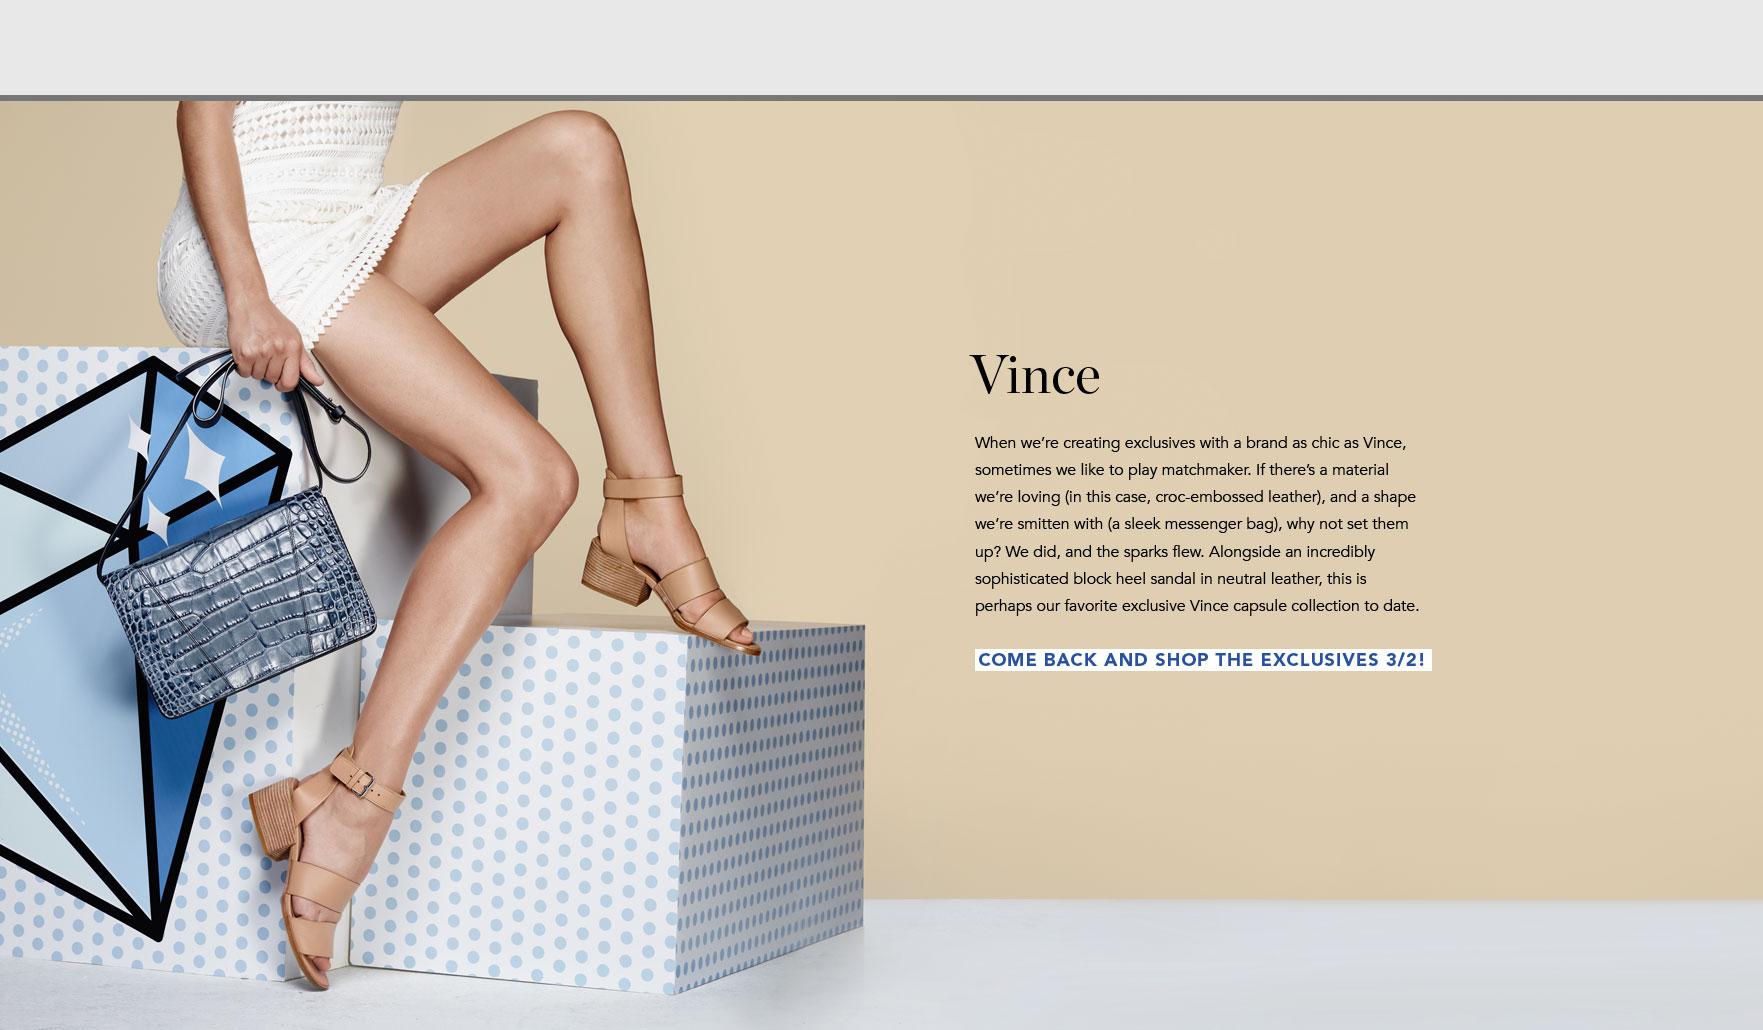 Vince
When we're creating exclusives with a brand as chic as Vince,
sometimes we like to play matchmaker. If there's a material
we're loving (in this case, croc-embossed leather), and a shape
we're smitten with (a sleek messenger bag), why not set them
up? We did, and the sparks flew. Alongside an incredibly
sophisticated block heel sandal in neutral leather, this is
perhaps our favorite exclusive Vince capsule collection to date.
COME BACK AND SHOP THE EXCLUSIVES 3/2!